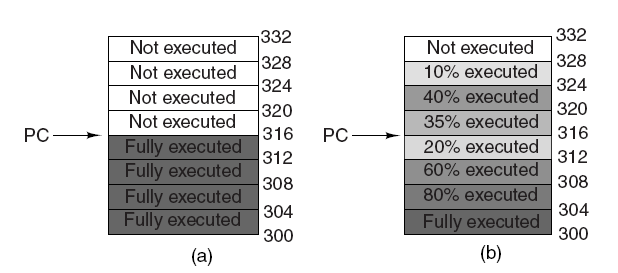 332
Not executed
328
Not executed
324
Not executed
320
Not executed
316
PC
Fully executed
312
Fully executed
308
Fully executed
304
Fully executed
300
(a)
332
Not executed
328
10% executed
324
40% executed
320
35% executed
316
PC
20% executed
312
60% executed
308
80% executed
304
Fully executed
300
(b)